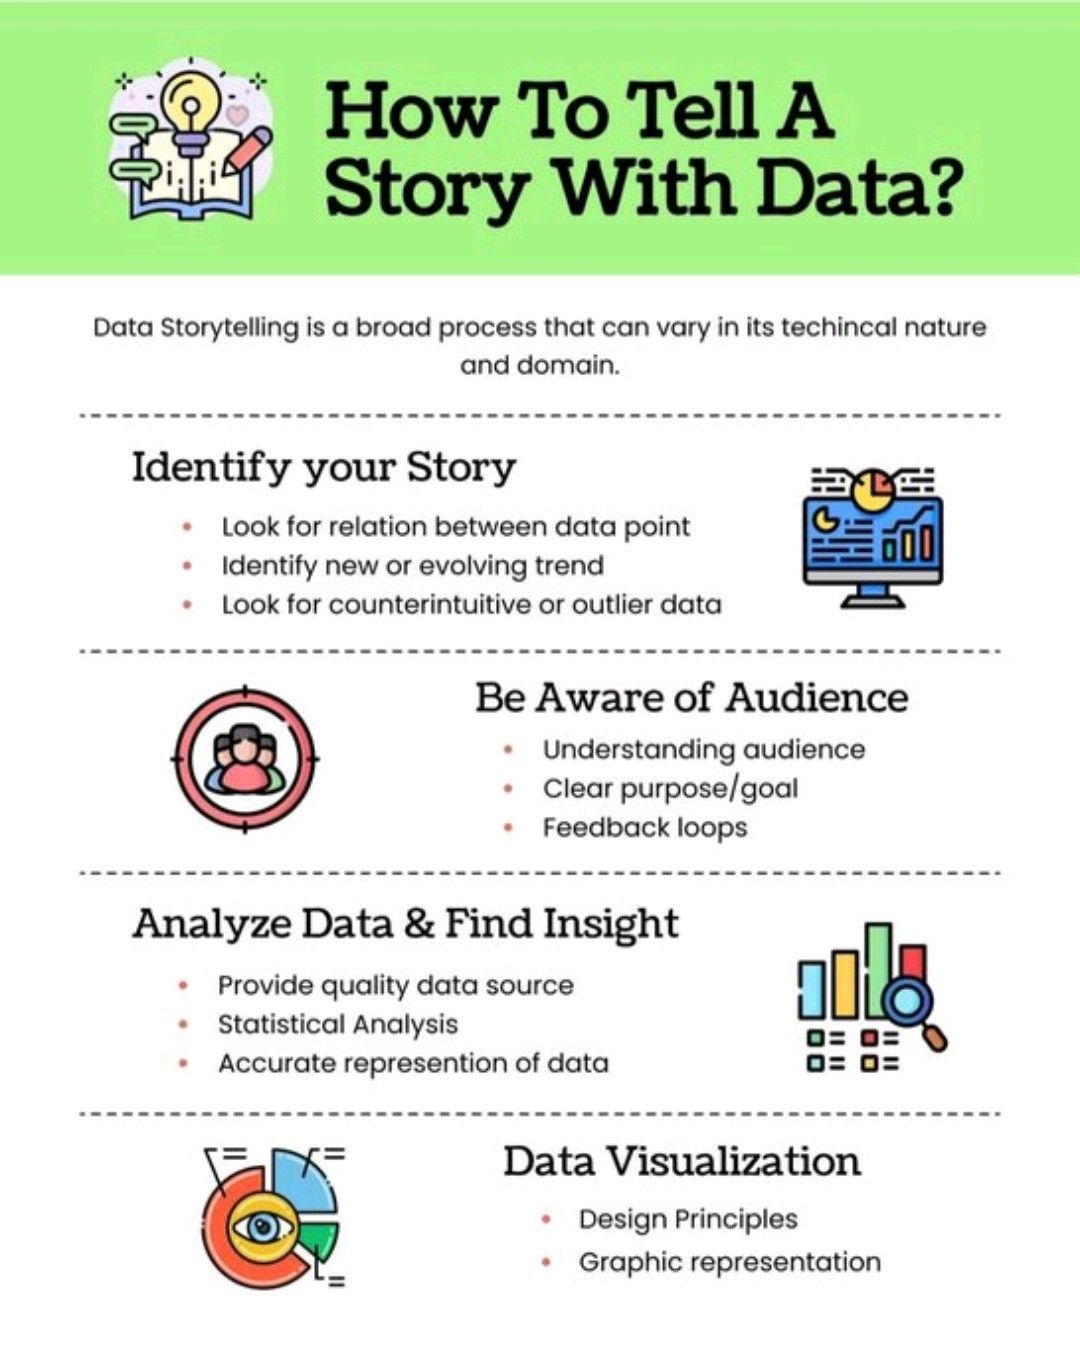 How To Tell A
Story With Data?
Data Storytelling is a broad process that can vary in its techincal nature
and domain.
Identify your Story
• Look for relation between data point
• Identify new or evolving trend
• Look for counterintuitive or outlier data
Be Aware of Audience
• Understanding audience
• Clear purpose/goal
• Feedback loops
Analyze Data & Find Insight
• Provide quality data source
• Statistical Analysis
• Accurate represention of data
Data Visualization
• Design Principles
• Graphic representation